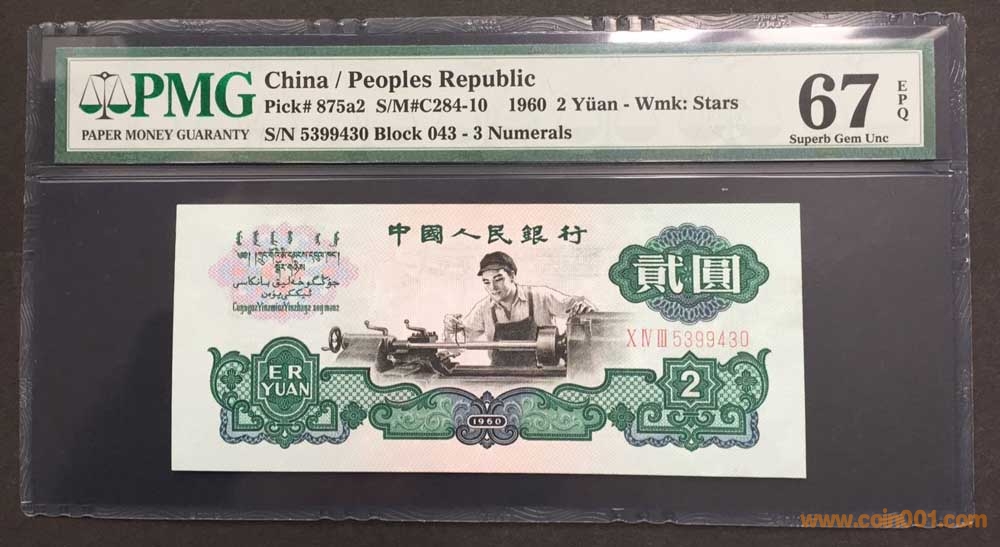 PMG
PAPER MONEY GUARANTY
China / Peoples Republic
Pick# 875a2 S/M#C284-10 1960 2 Yüan - Wmk: Stars
S/N 5399430 Block 043 - 3 Numerals
67
EPQ
Superb Gem Unc
中國人民銀行
貳圓
X IV III 5399430
ER
YUAN
1960
2
www.coin001.com